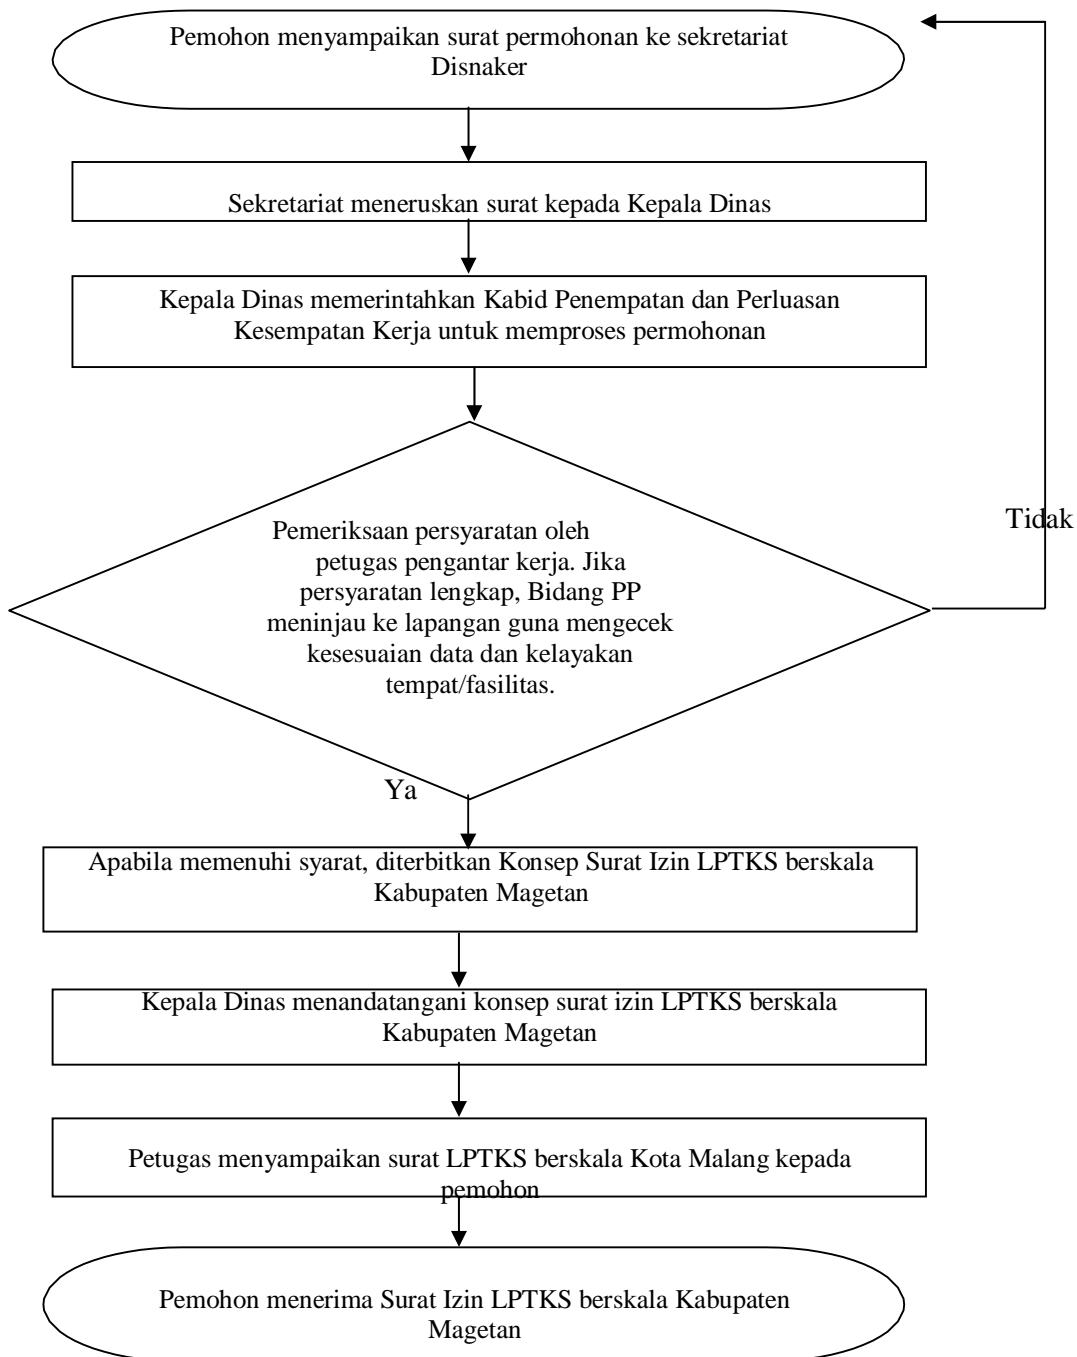 Pemohon menyampaikan surat permohonan ke sekretariat
Disnaker
Sekretariat meneruskan surat kepada Kepala Dinas
Kepala Dinas memerintahkan Kabid Penempatan dan Perluasan
Kesempatan Kerja untuk memproses permohonan
Tidak
Pemeriksaan persyaratan oleh
petugas pengantar kerja. Jika
persyaratan lengkap, Bidang PP
meninjau ke lapangan guna mengecek
kesesuaian data dan kelayakan
tempat/fasilitas.
Ya
Apabila memenuhi syarat, diterbitkan Konsep Surat Izin LPTKS berskala
Kabupaten Magetan
Kepala Dinas menandatangani konsep surat izin LPTKS berskala
Kabupaten Magetan
Petugas menyampaikan surat LPTKS berskala Kota Malang kepada
pemohon
Pemohon menerima Surat Izin LPTKS berskala Kabupaten
Magetan